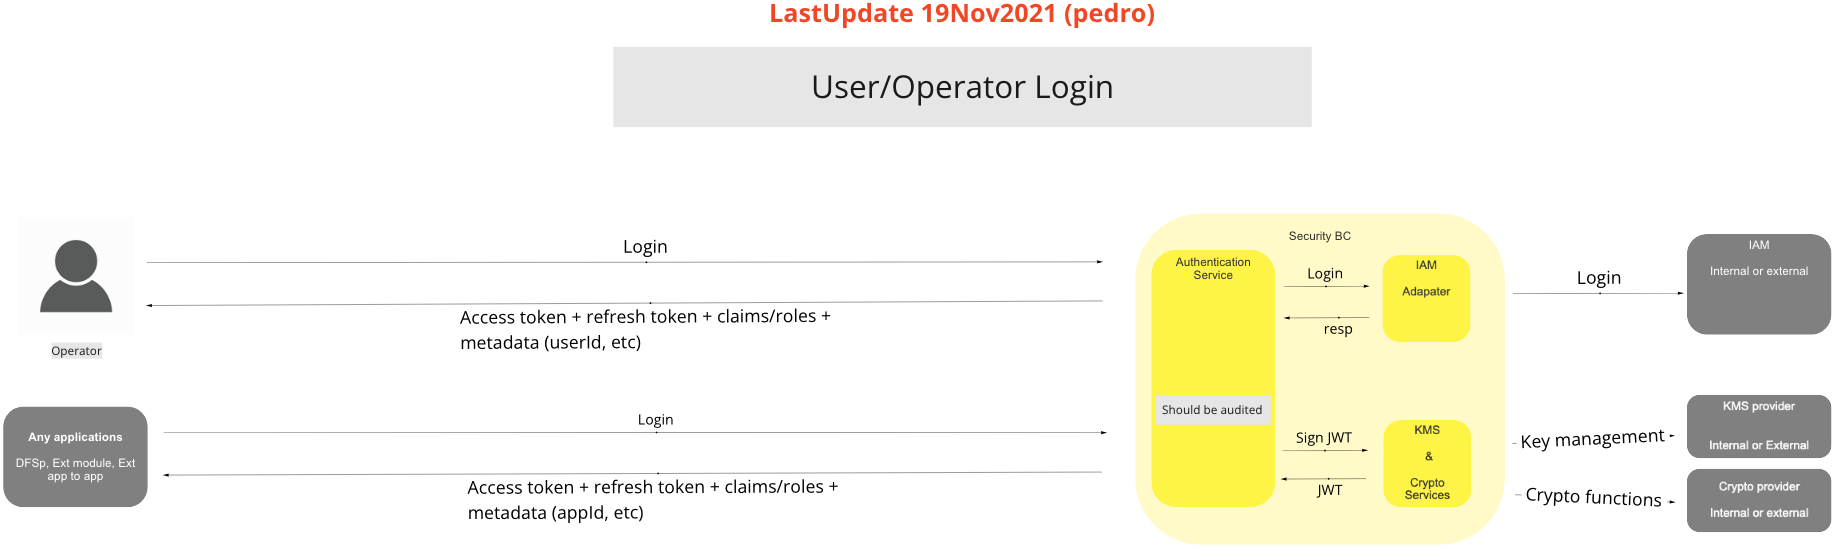 LastUpdate 19Nov2021 (pedro)
User/Operator Login
Operator
Login
Access token + refresh token + claims/roles +
metadata (userId, etc)
Any applications
DFSp, Ext module, Ext
app to app
Login
Access token + refresh token + claims/roles +
metadata (appId, etc)
Security BC
Authentication
Service
Should be audited
Login
resp
IAM
Adapater
Sign JWT
JWT
KMS
&
Crypto
Services
Login
IAM
Internal or external
Key management
KMS provider
Internal or External
Crypto functions
Crypto provider
Internal or external